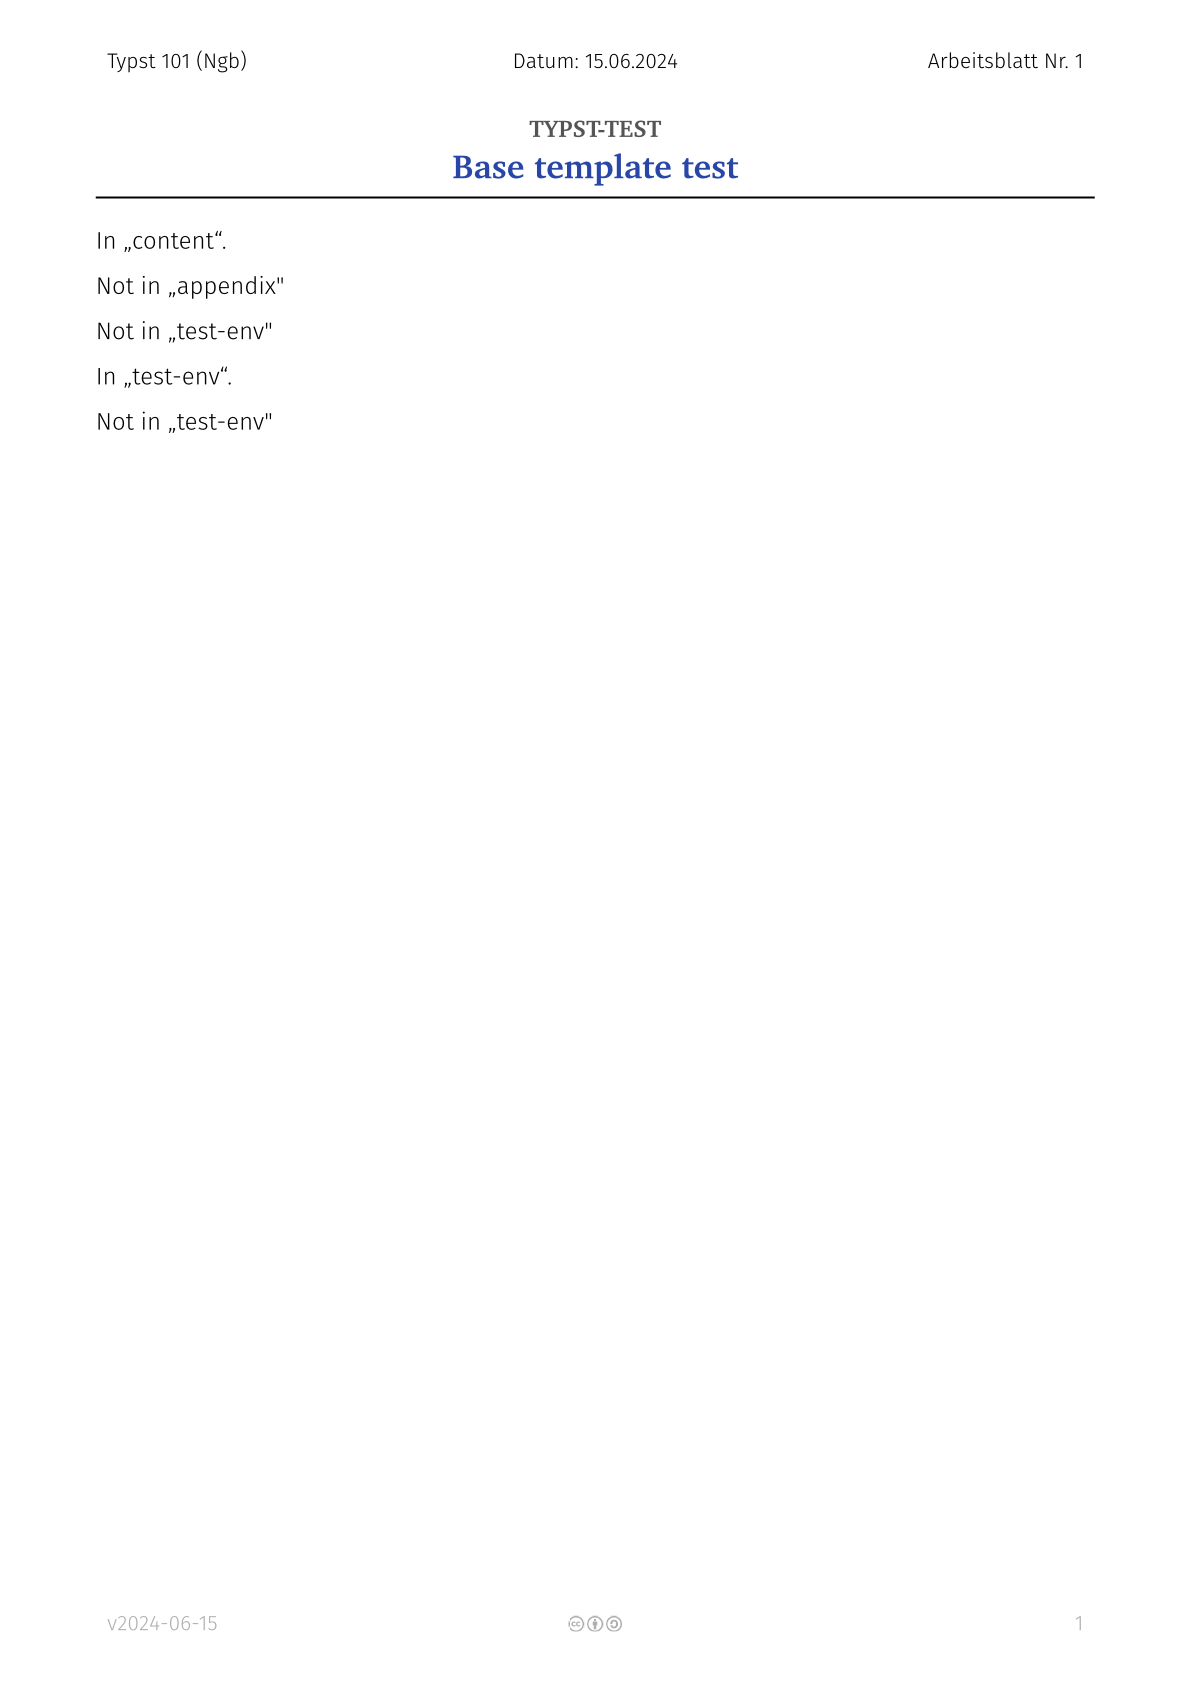 Typst 101 (Ngb) Datum: 15.06.2024 Arbeitsblatt Nr. 1
TYPST-TEST
Base template test
In „content“.
Not in „appendix"
Not in „test-env"
In „test-env“.
Not in „test-env"
v2024-06-15 1